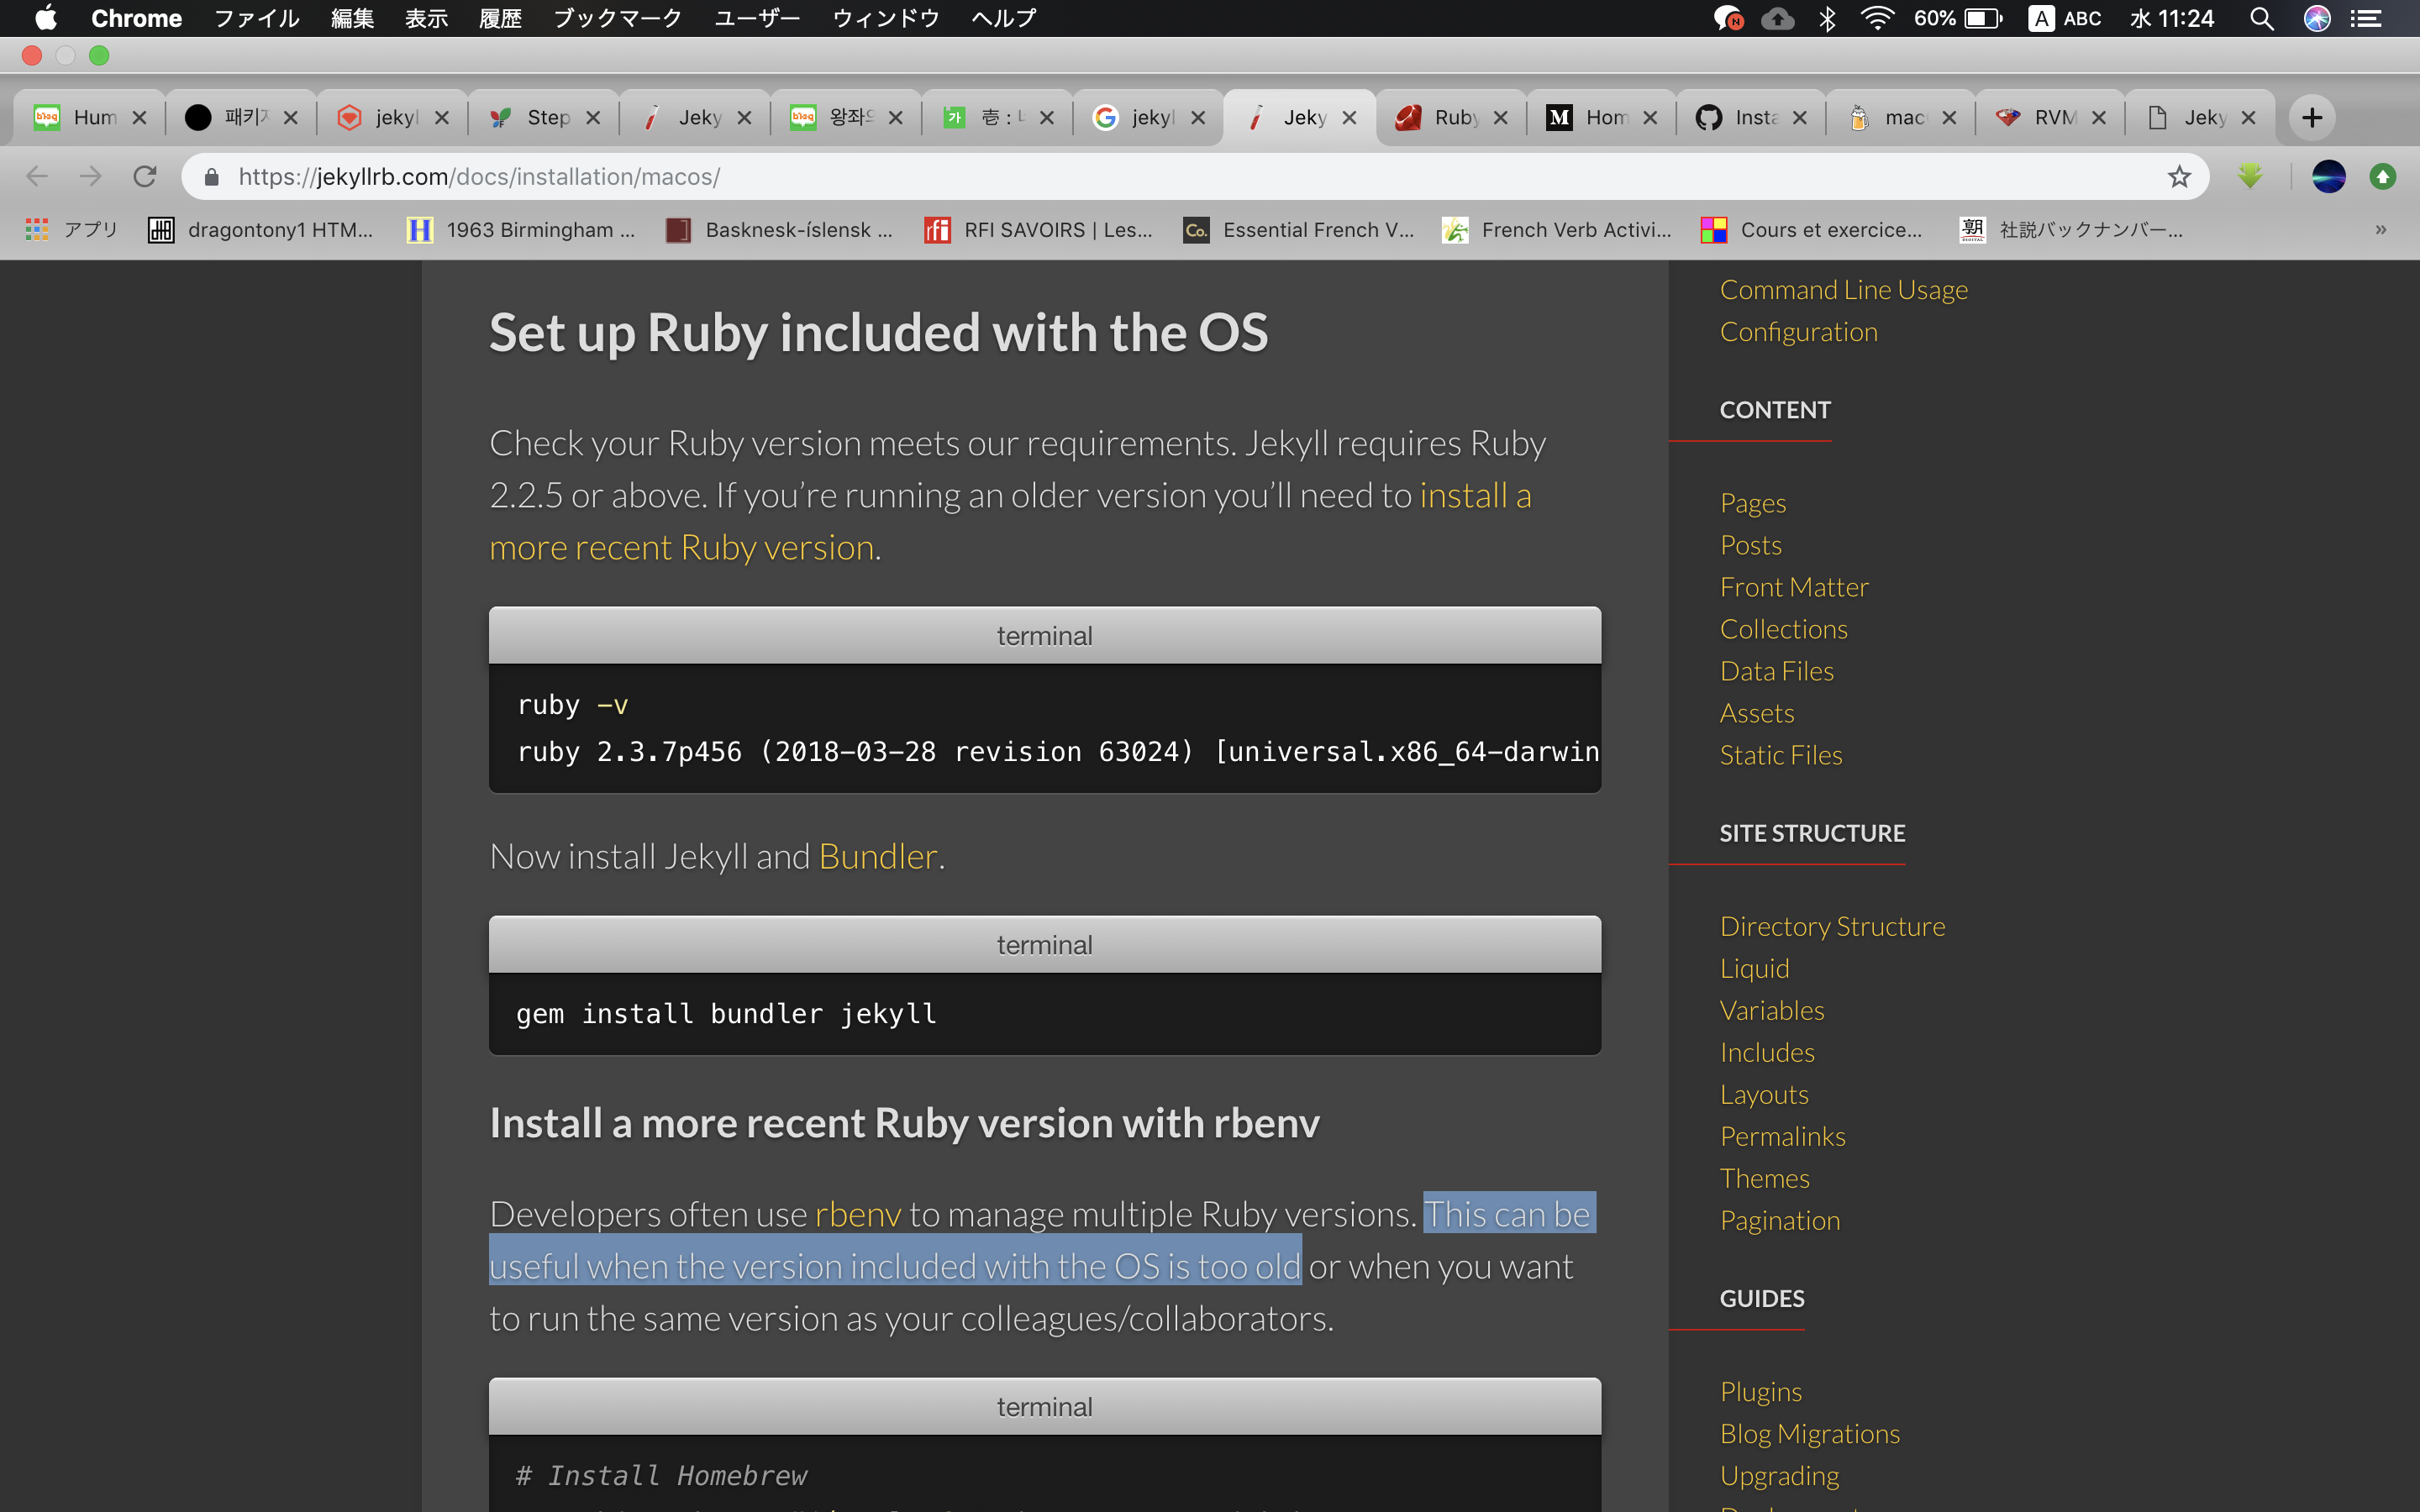 Chrome ファイル 編集 表示 履歴 ブックマーク ユーザー ウィンドウ ヘルプ 60% A ABC 水 11:24
Hum 패키지 jekyl Step Jeky 왕좌의 壱 : jekyl Jeky Ruby Hom Insta mac RVM Jeky
https://jekyllrb.com/docs/installation/macos/
アプリ dragontony1 HTM... 1963 Birmingham ... Basknesk-íslensk ... RFI SAVOIRS | Les... Essential French V... French Verb Activi... Cours et exercice... 社説バックナンバー... »
Set up Ruby included with the OS
Check your Ruby version meets our requirements. Jekyll requires Ruby
2.2.5 or above. If you’re running an older version you’ll need to install a
more recent Ruby version.
terminal
ruby -v
ruby 2.3.7p456 (2018-03-28 revision 63024) [universal.x86_64-darwin
Now install Jekyll and Bundler.
terminal
gem install bundler jekyll
Install a more recent Ruby version with rbenv
Developers often use rbenv to manage multiple Ruby versions. This can be
useful when the version included with the OS is too old or when you want
to run the same version as your colleagues/collaborators.
terminal
# Install Homebrew
Command Line Usage
Configuration
CONTENT
Pages
Posts
Front Matter
Collections
Data Files
Assets
Static Files
SITE STRUCTURE
Directory Structure
Liquid
Variables
Includes
Layouts
Permalinks
Themes
Pagination
GUIDES
Plugins
Blog Migrations
Upgrading